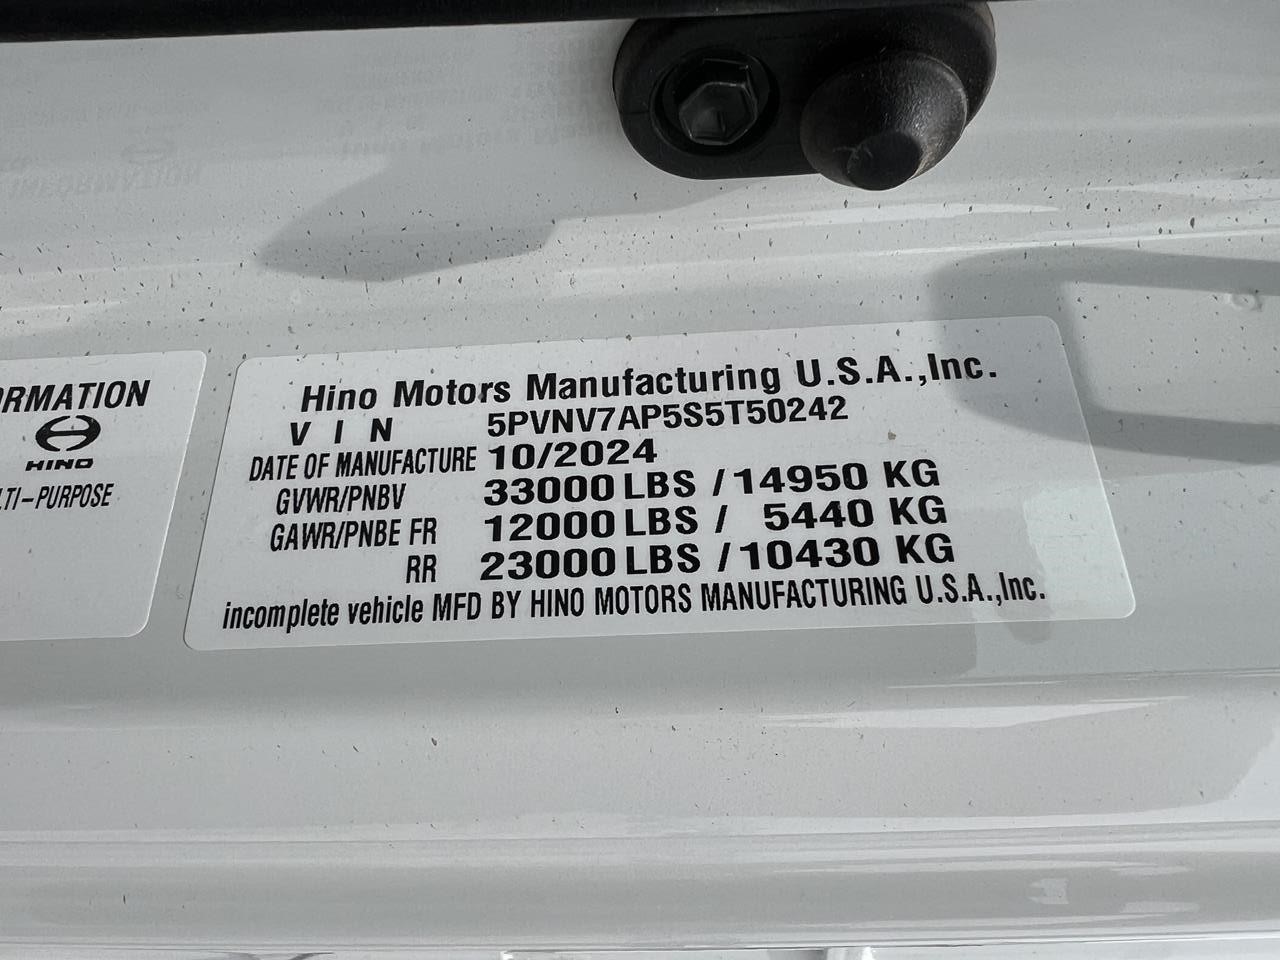 ORMATION
HINO
LTI-PURPOSE
Hino Motors Manufacturing U.S.A.,Inc.
V I N 5PVNV7AP5S5T50242
DATE OF MANUFACTURE 10/2024
GVWR/PNBV 33000 LBS / 14950 KG
GAWR/PNBE FR 12000 LBS / 5440 KG
RR 23000 LBS / 10430 KG
incomplete vehicle MFD BY HINO MOTORS MANUFACTURING U.S.A.,Inc.